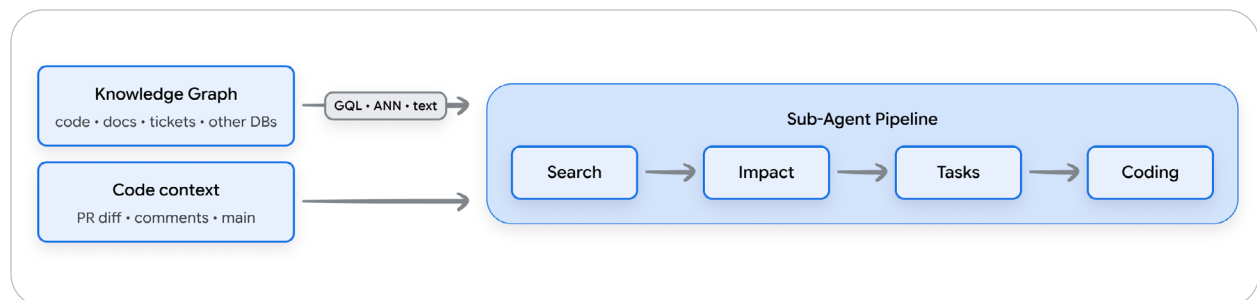 Knowledge Graph
code • docs • tickets • other DBs
GQL • ANN • text
Code context
PR diff • comments • main
Sub-Agent Pipeline
Search
Impact
Tasks
Coding